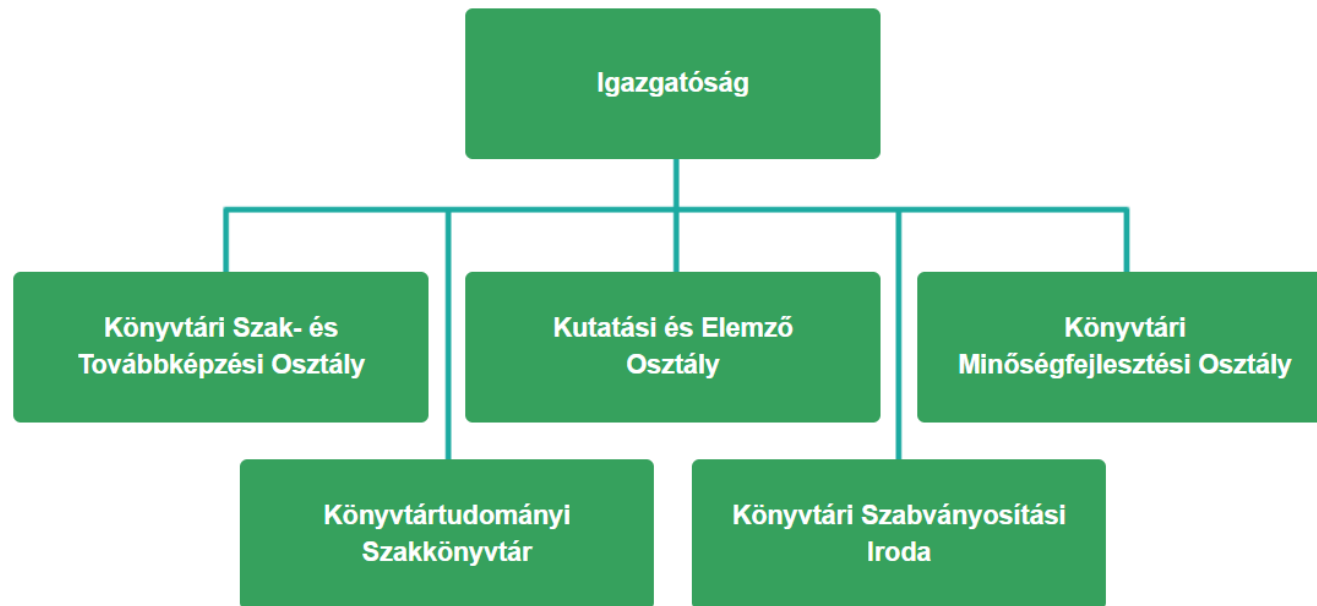 Igazgatóság
Könyvtári Szak- és
Továbbképzési Osztály
Kutatási és Elemző
Osztály
Könyvtári
Minőségfejlesztési Osztály
Könyvtártudományi
Szakkönyvtár
Könyvtári Szabványosítási
Iroda